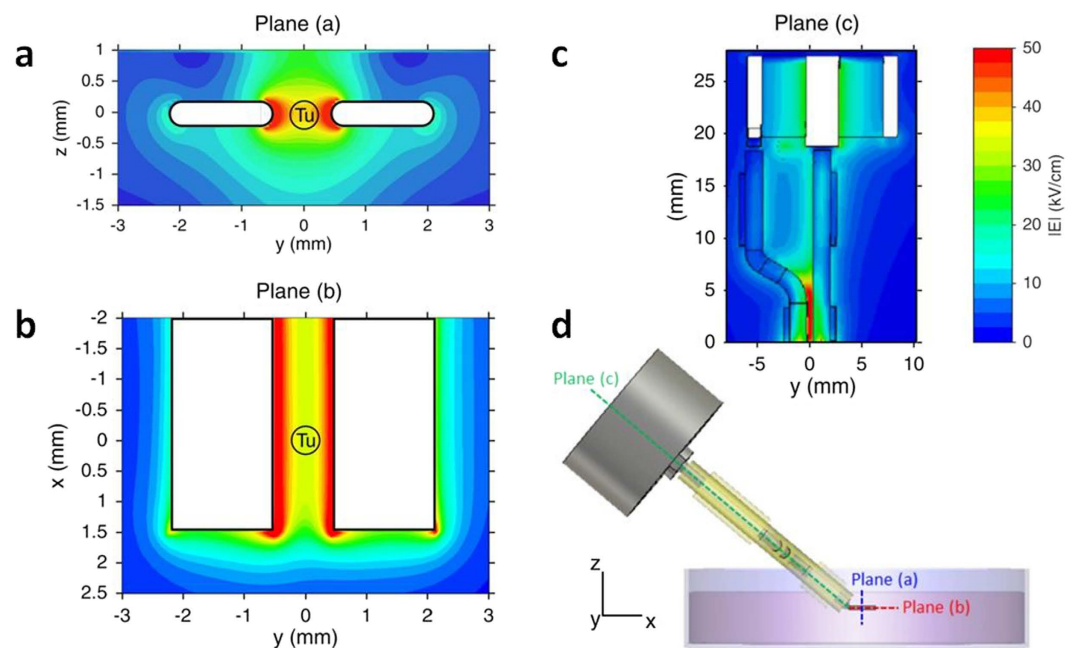 a
Plane (a)
z (mm)
1
0.5
0
-0.5
-1
-1.5
Tu
-3 -2 -1 0 1 2 3
y (mm)
b
Plane (b)
x (mm)
-2
-1.5
-1
-0.5
0
0.5
1
1.5
2
2.5
Tu
-3 -2 -1 0 1 2 3
y (mm)
c
Plane (c)
(mm)
25
20
15
10
5
0
-5 0 5 10
y (mm)
50
40
30
20
10
0
|E| (kV/cm)
d
Plane (c)
Plane (a)
Plane (b)
z
y x